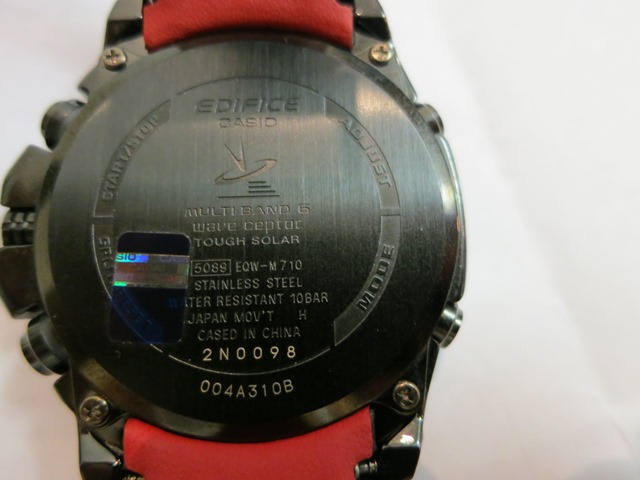 EDIFICE
CASIO
START/STOP
ADJUST
MULTI BAND 6
wave ceptor
TOUGH SOLAR
5089 EQW-M710
STAINLESS STEEL
WATER RESISTANT 10BAR
JAPAN MOV'T H
CASED IN CHINA
2N0098
004A310B
MODE